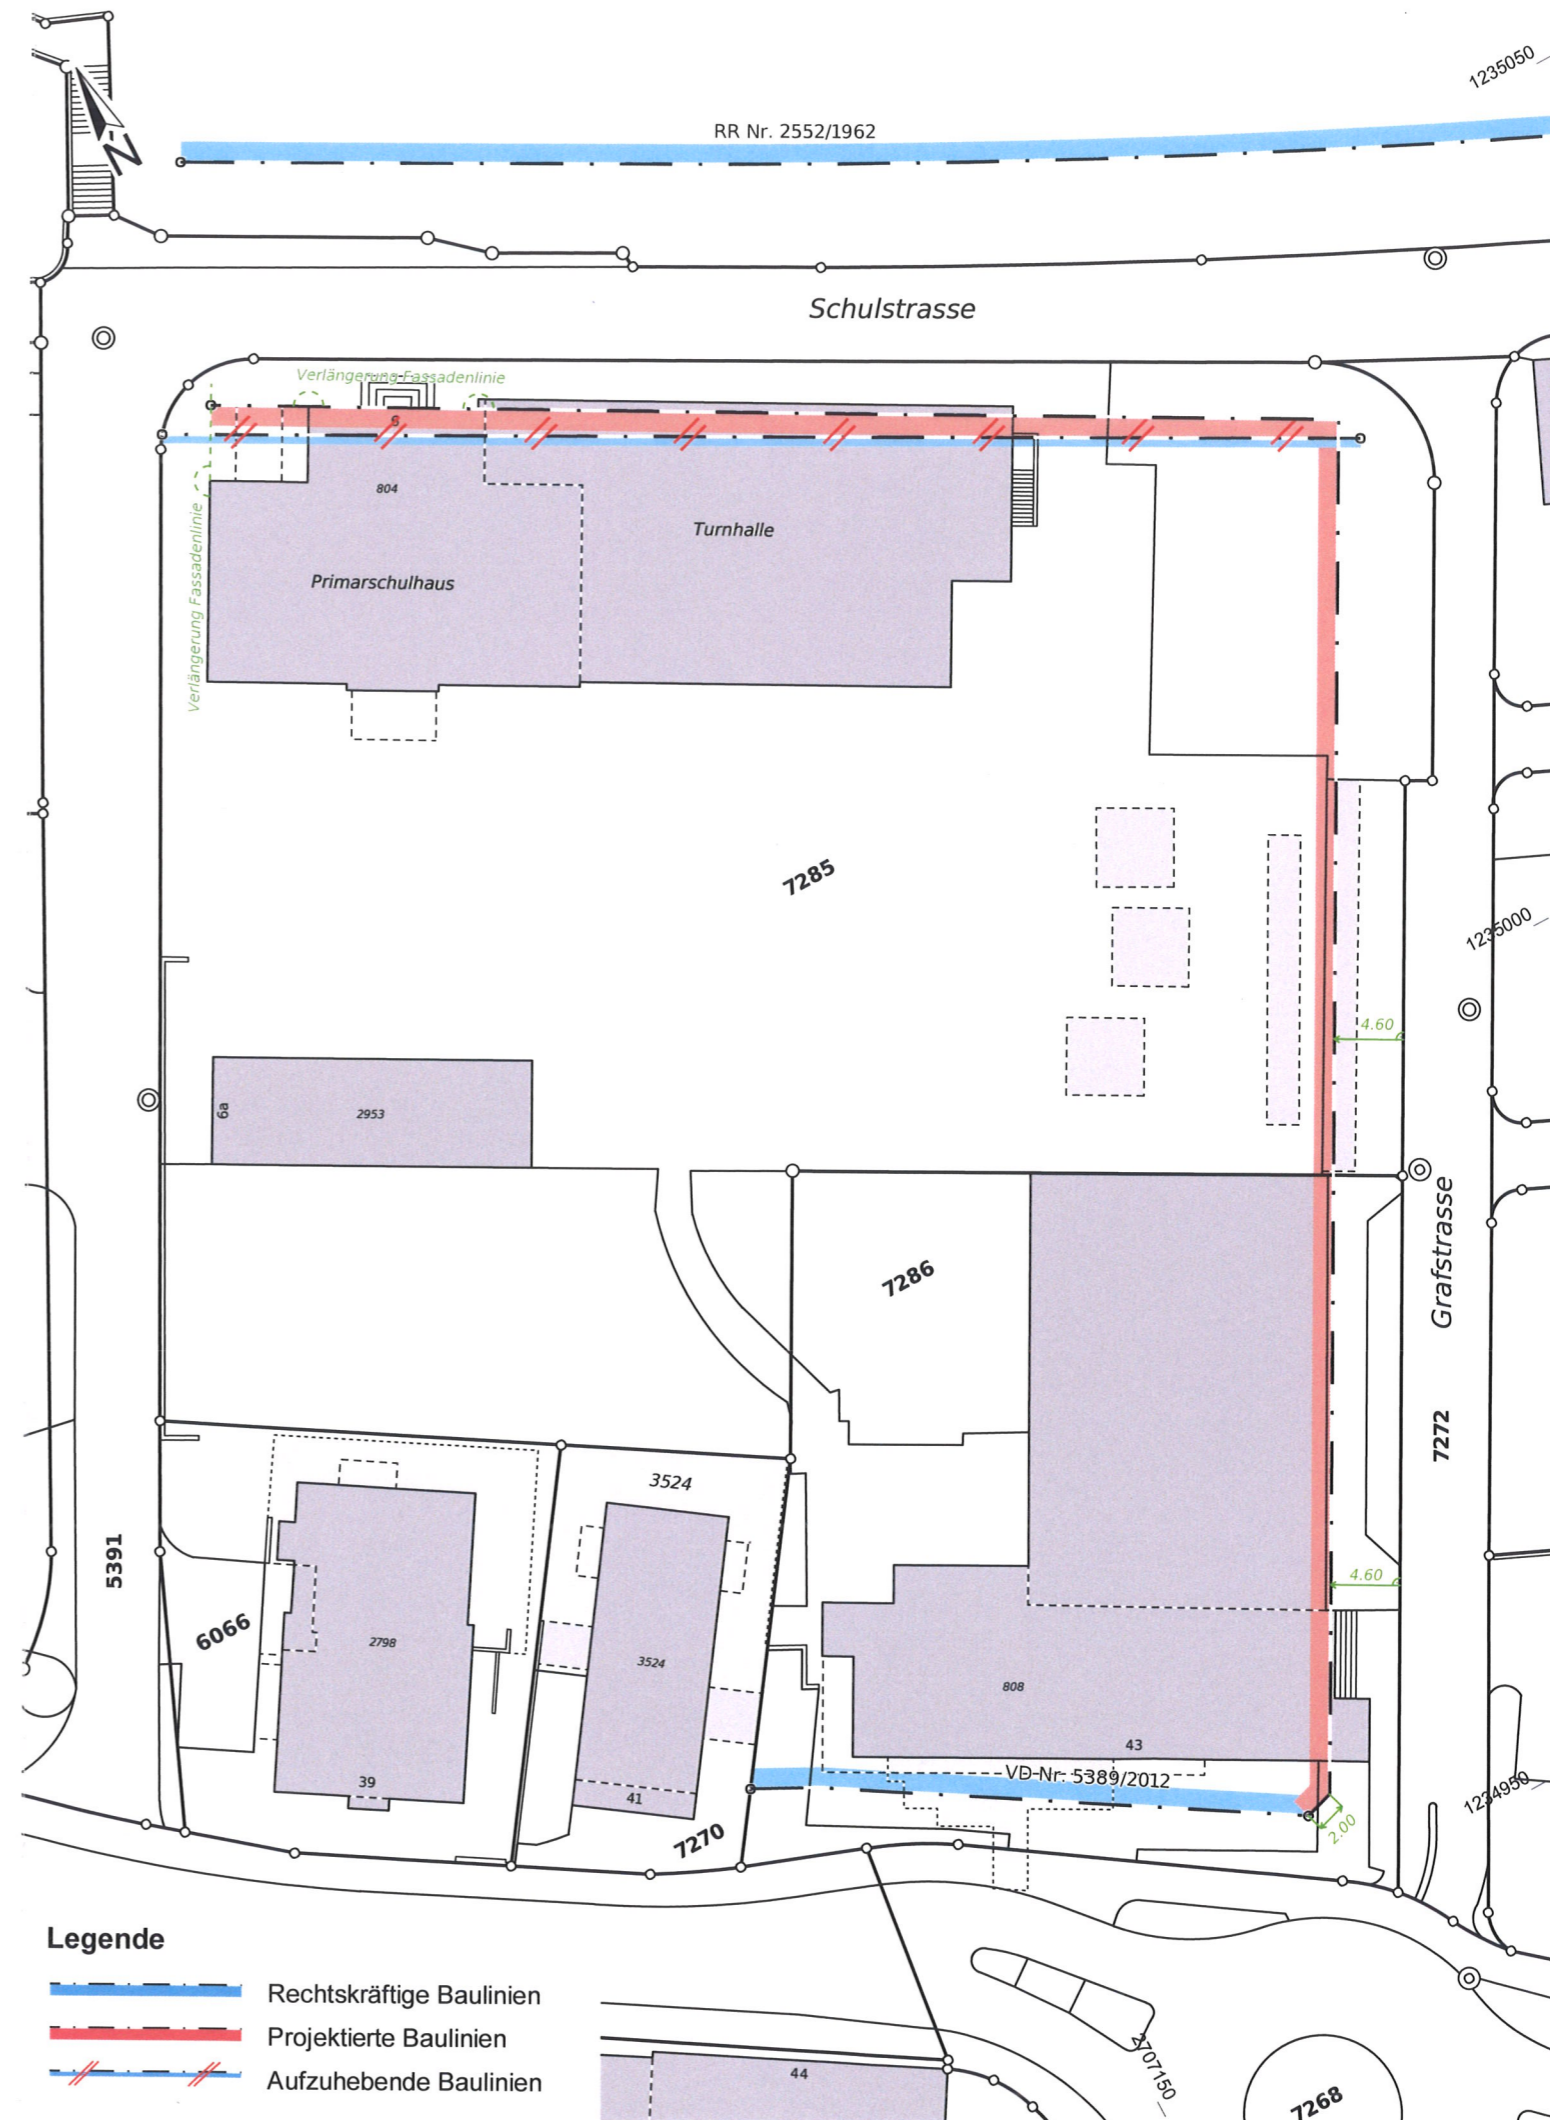 1235050
N
RR Nr. 2552/1962
Schulstrasse
Verlängerung Fassadenlinie
6
804
Turnhalle
Verlängerung Fassadenlinie
Primarschulhaus
7285
1235000
4.60
6a
2953
Grafstrasse
7286
7272
3524
5391
4.60
6066
2798
3524
808
43
VD-Nr. 5389/2012
39
41
1234950
2.00
7270
Legende
Rechtskräftige Baulinien
Projektierte Baulinien
Aufzuhebende Baulinien
44
2707150
7268